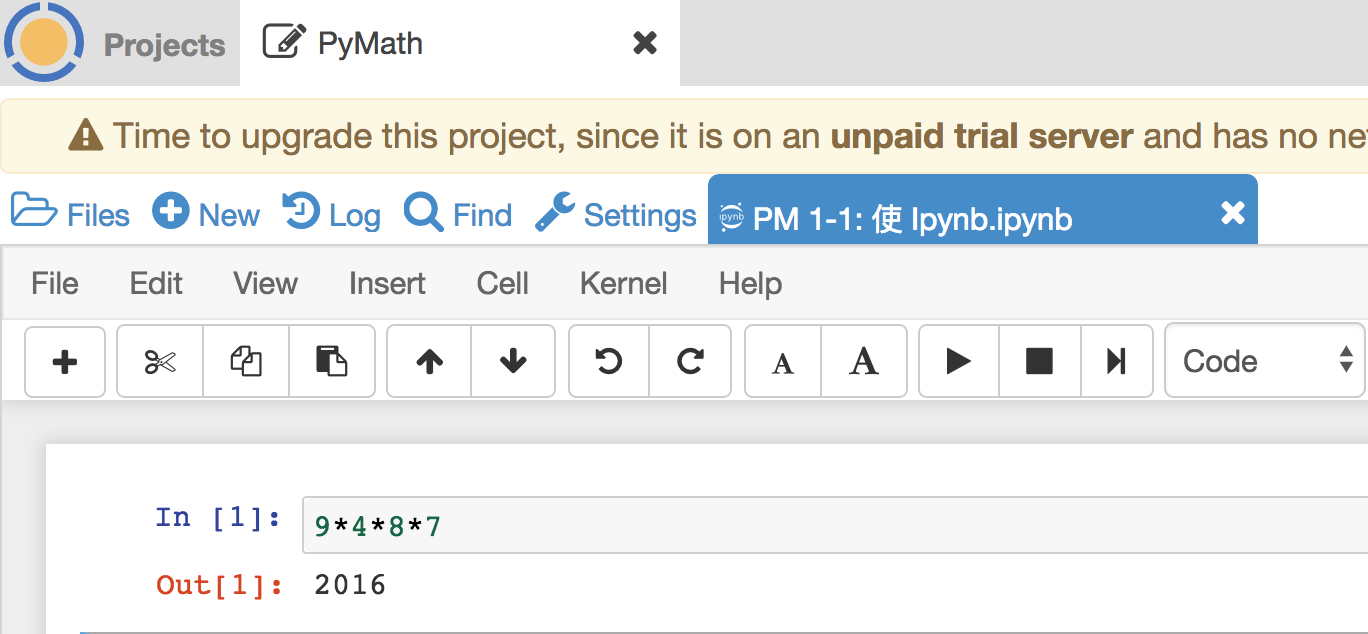 Projects PyMath
Time to upgrade this project, since it is on an unpaid trial server and has no ne
Files New Log Find Settings ipynb PM 1-1: 使 Ipynb.ipynb
File Edit View Insert Cell Kernel Help
A A Code
In [1]: 9*4*8*7
Out[1]: 2016